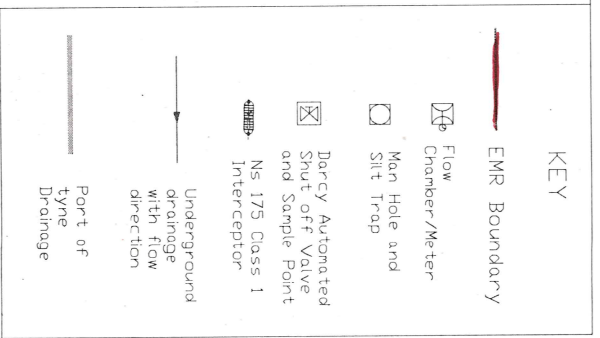 KEY
EMR Boundary
Flow
Chamber/Meter
Man Hole and
Silt Trap
Darcy Automated
Shut off Valve
and Sample Point
Ns 175 Class 1
Interceptor
Underground
drainage
with flow
direction
Port of
tyne
Drainage